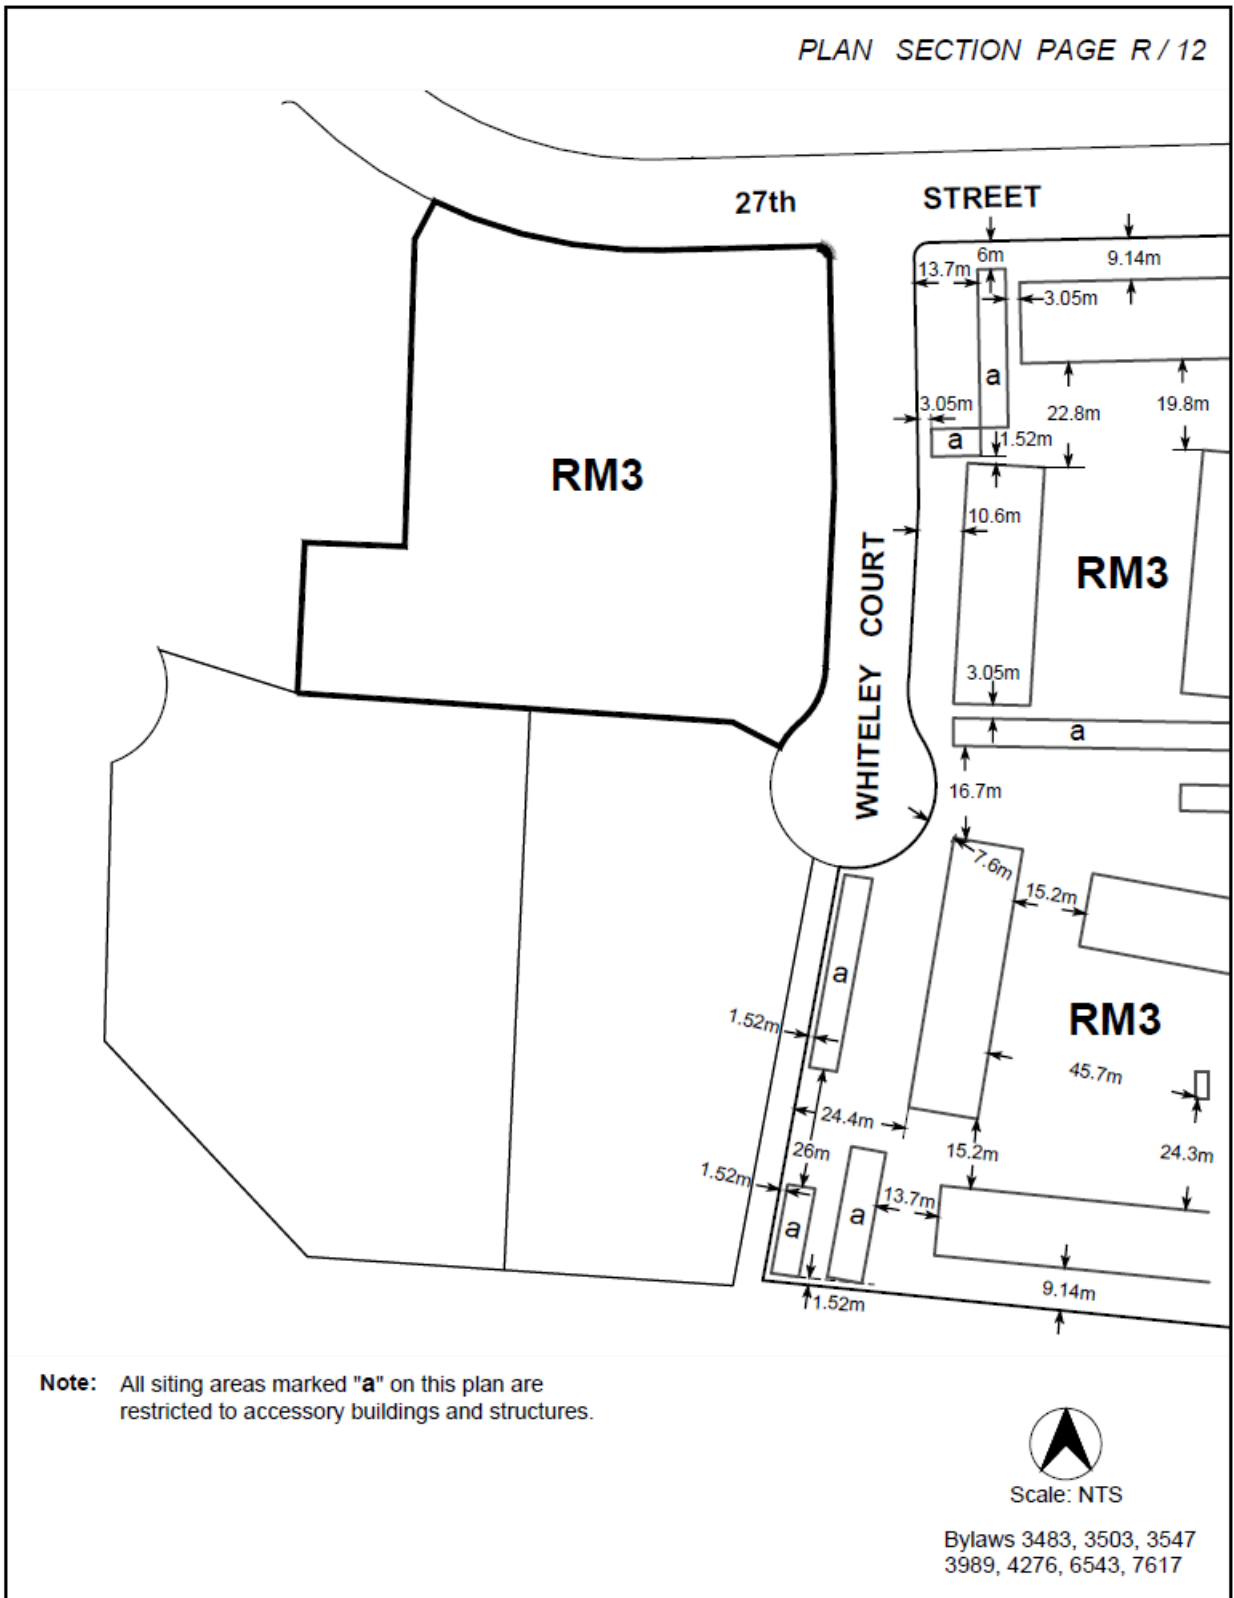 PLAN SECTION PAGE R / 12
27th STREET
6m
13.7m
9.14m
3.05m
a
3.05m
22.8m
19.8m
a
1.52m
RM3
10.6m
RM3
WHITELEY COURT
3.05m
a
16.7m
7.6m
15.2m
a
1.52m
RM3
45.7m
24.4m
26m
15.2m
24.3m
1.52m
13.7m
a
a
9.14m
1.52m
Note: All siting areas marked "a" on this plan are
restricted to accessory buildings and structures.
Scale: NTS
Bylaws 3483, 3503, 3547
3989, 4276, 6543, 7617